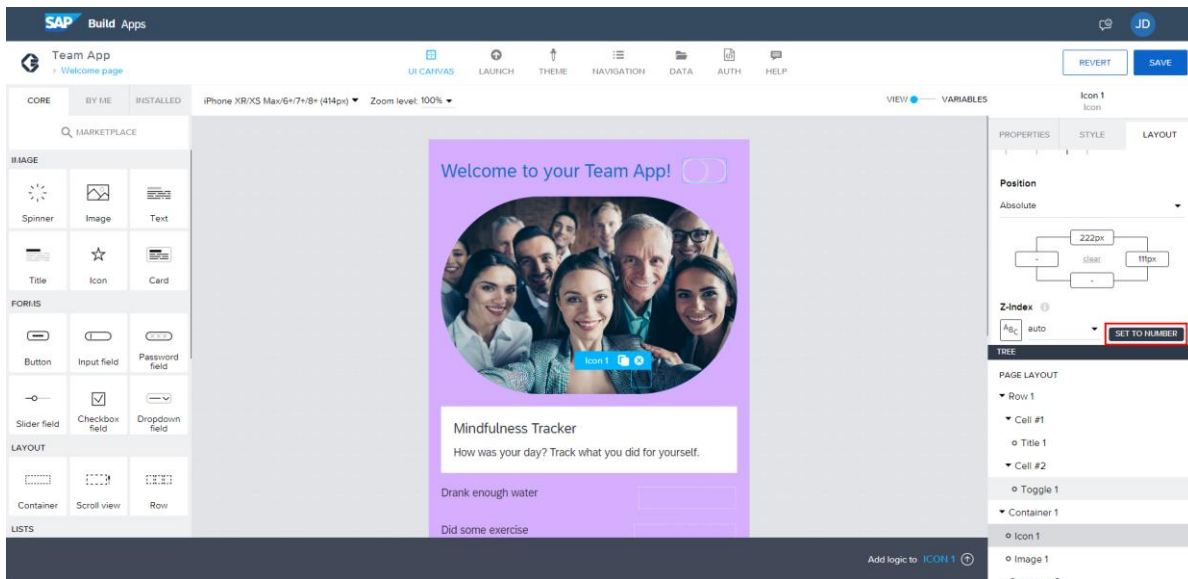 SAP Build Apps
JD
Team App
> Welcome page
UI CANVAS LAUNCH THEME NAVIGATION DATA AUTH HELP
REVERT SAVE
CORE BY ME INSTALLED
iPhone XR/XS Max/6+/7+/8+ (414px) Zoom level: 100%
VIEW VARIABLES
Icon 1
Icon
MARKETPLACE
PROPERTIES STYLE LAYOUT
IMAGE
Spinner Image Text
Title Icon Card
FORMS
Button Input field Password field
Slider field Checkbox field Dropdown field
LAYOUT
Container Scroll view Row
LISTS
Welcome to your Team App!
Icon 1
Mindfulness Tracker
How was your day? Track what you did for yourself.
Drank enough water
Did some exercise
Position
Absolute
222px
- clear 111px
-
Z-Index
ABC auto SET TO NUMBER
TREE
PAGE LAYOUT
Row 1
Cell #1
Title 1
Cell #2
Toggle 1
Container 1
Icon 1
Image 1
Add logic to ICON 1